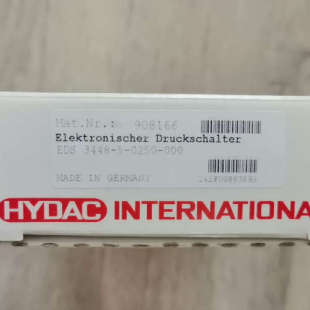 Mat.Nr.: 908166
Elektronischer Druckschalter
EDS 3448-5-0250-000
MADE IN GERMANY
HYDAC INTERNATIONA